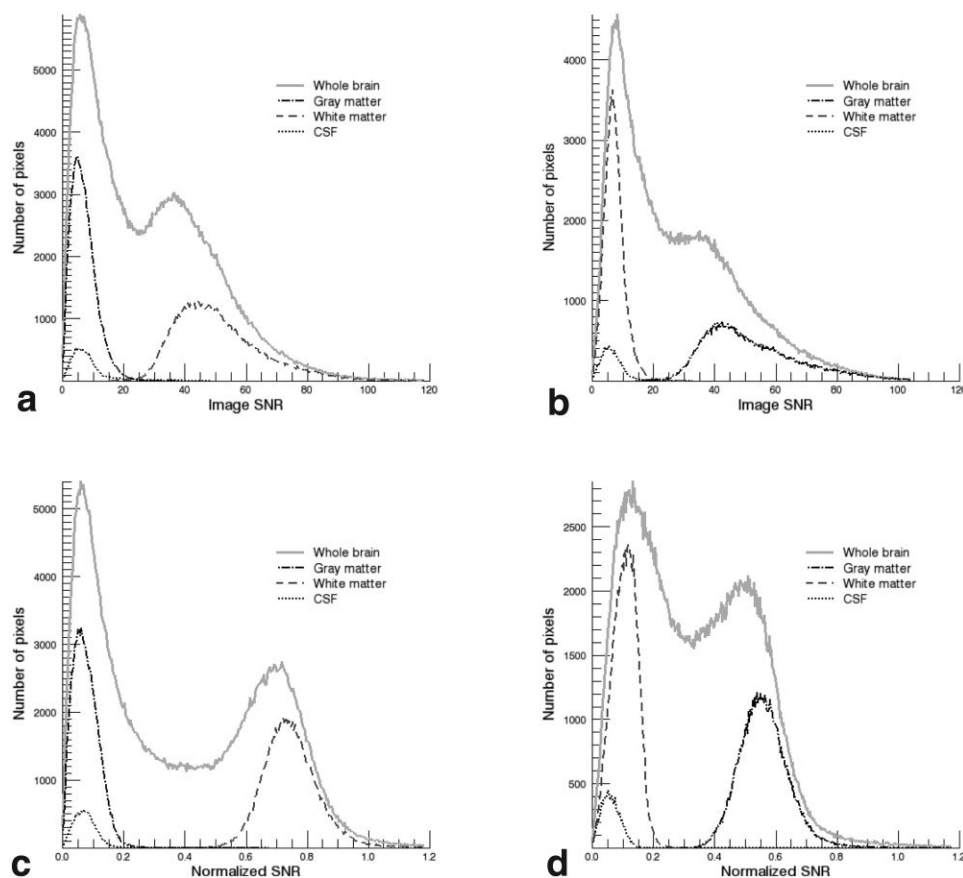 Number of pixels
5000
4000
3000
2000
1000
Whole brain
Gray matter
White matter
CSF
0 20 40 60 80 100 120
Image SNR
a
Number of pixels
4000
3000
2000
1000
Whole brain
Gray matter
White matter
CSF
0 20 40 60 80 100 120
Image SNR
b
Number of pixels
5000
4000
3000
2000
1000
Whole brain
Gray matter
White matter
CSF
0.0 0.2 0.4 0.6 0.8 1.0 1.2
Normalized SNR
c
Number of pixels
2500
2000
1500
1000
500
Whole brain
Gray matter
White matter
CSF
0.0 0.2 0.4 0.6 0.8 1.0 1.2
Normalized SNR
d